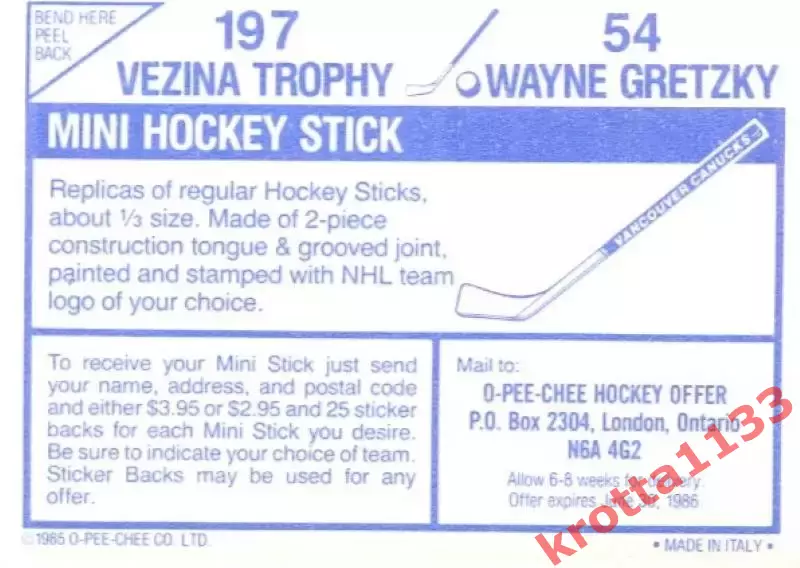 BEND HERE
PEEL
BACK
197
VEZINA TROPHY
54
WAYNE GRETZKY
MINI HOCKEY STICK
Replicas of regular Hockey Sticks,
about 1/3 size. Made of 2-piece
construction tongue & grooved joint,
painted and stamped with NHL team
logo of your choice.
VANCOUVER CANUCKS
To receive your Mini Stick just send
your name, address, and postal code
and either $3.95 or $2.95 and 25 sticker
backs for each Mini Stick you desire.
Be sure to indicate your choice of team.
Sticker Backs may be used for any
offer.
Mail to:
O-PEE-CHEE HOCKEY OFFER
P.O. Box 2304, London, Ontario
N6A 4G2
Allow 6-8 weeks for delivery.
Offer expires June 30, 1986
©1985 O-PEE-CHEE CO. LTD.
• MADE IN ITALY •
krotta1133